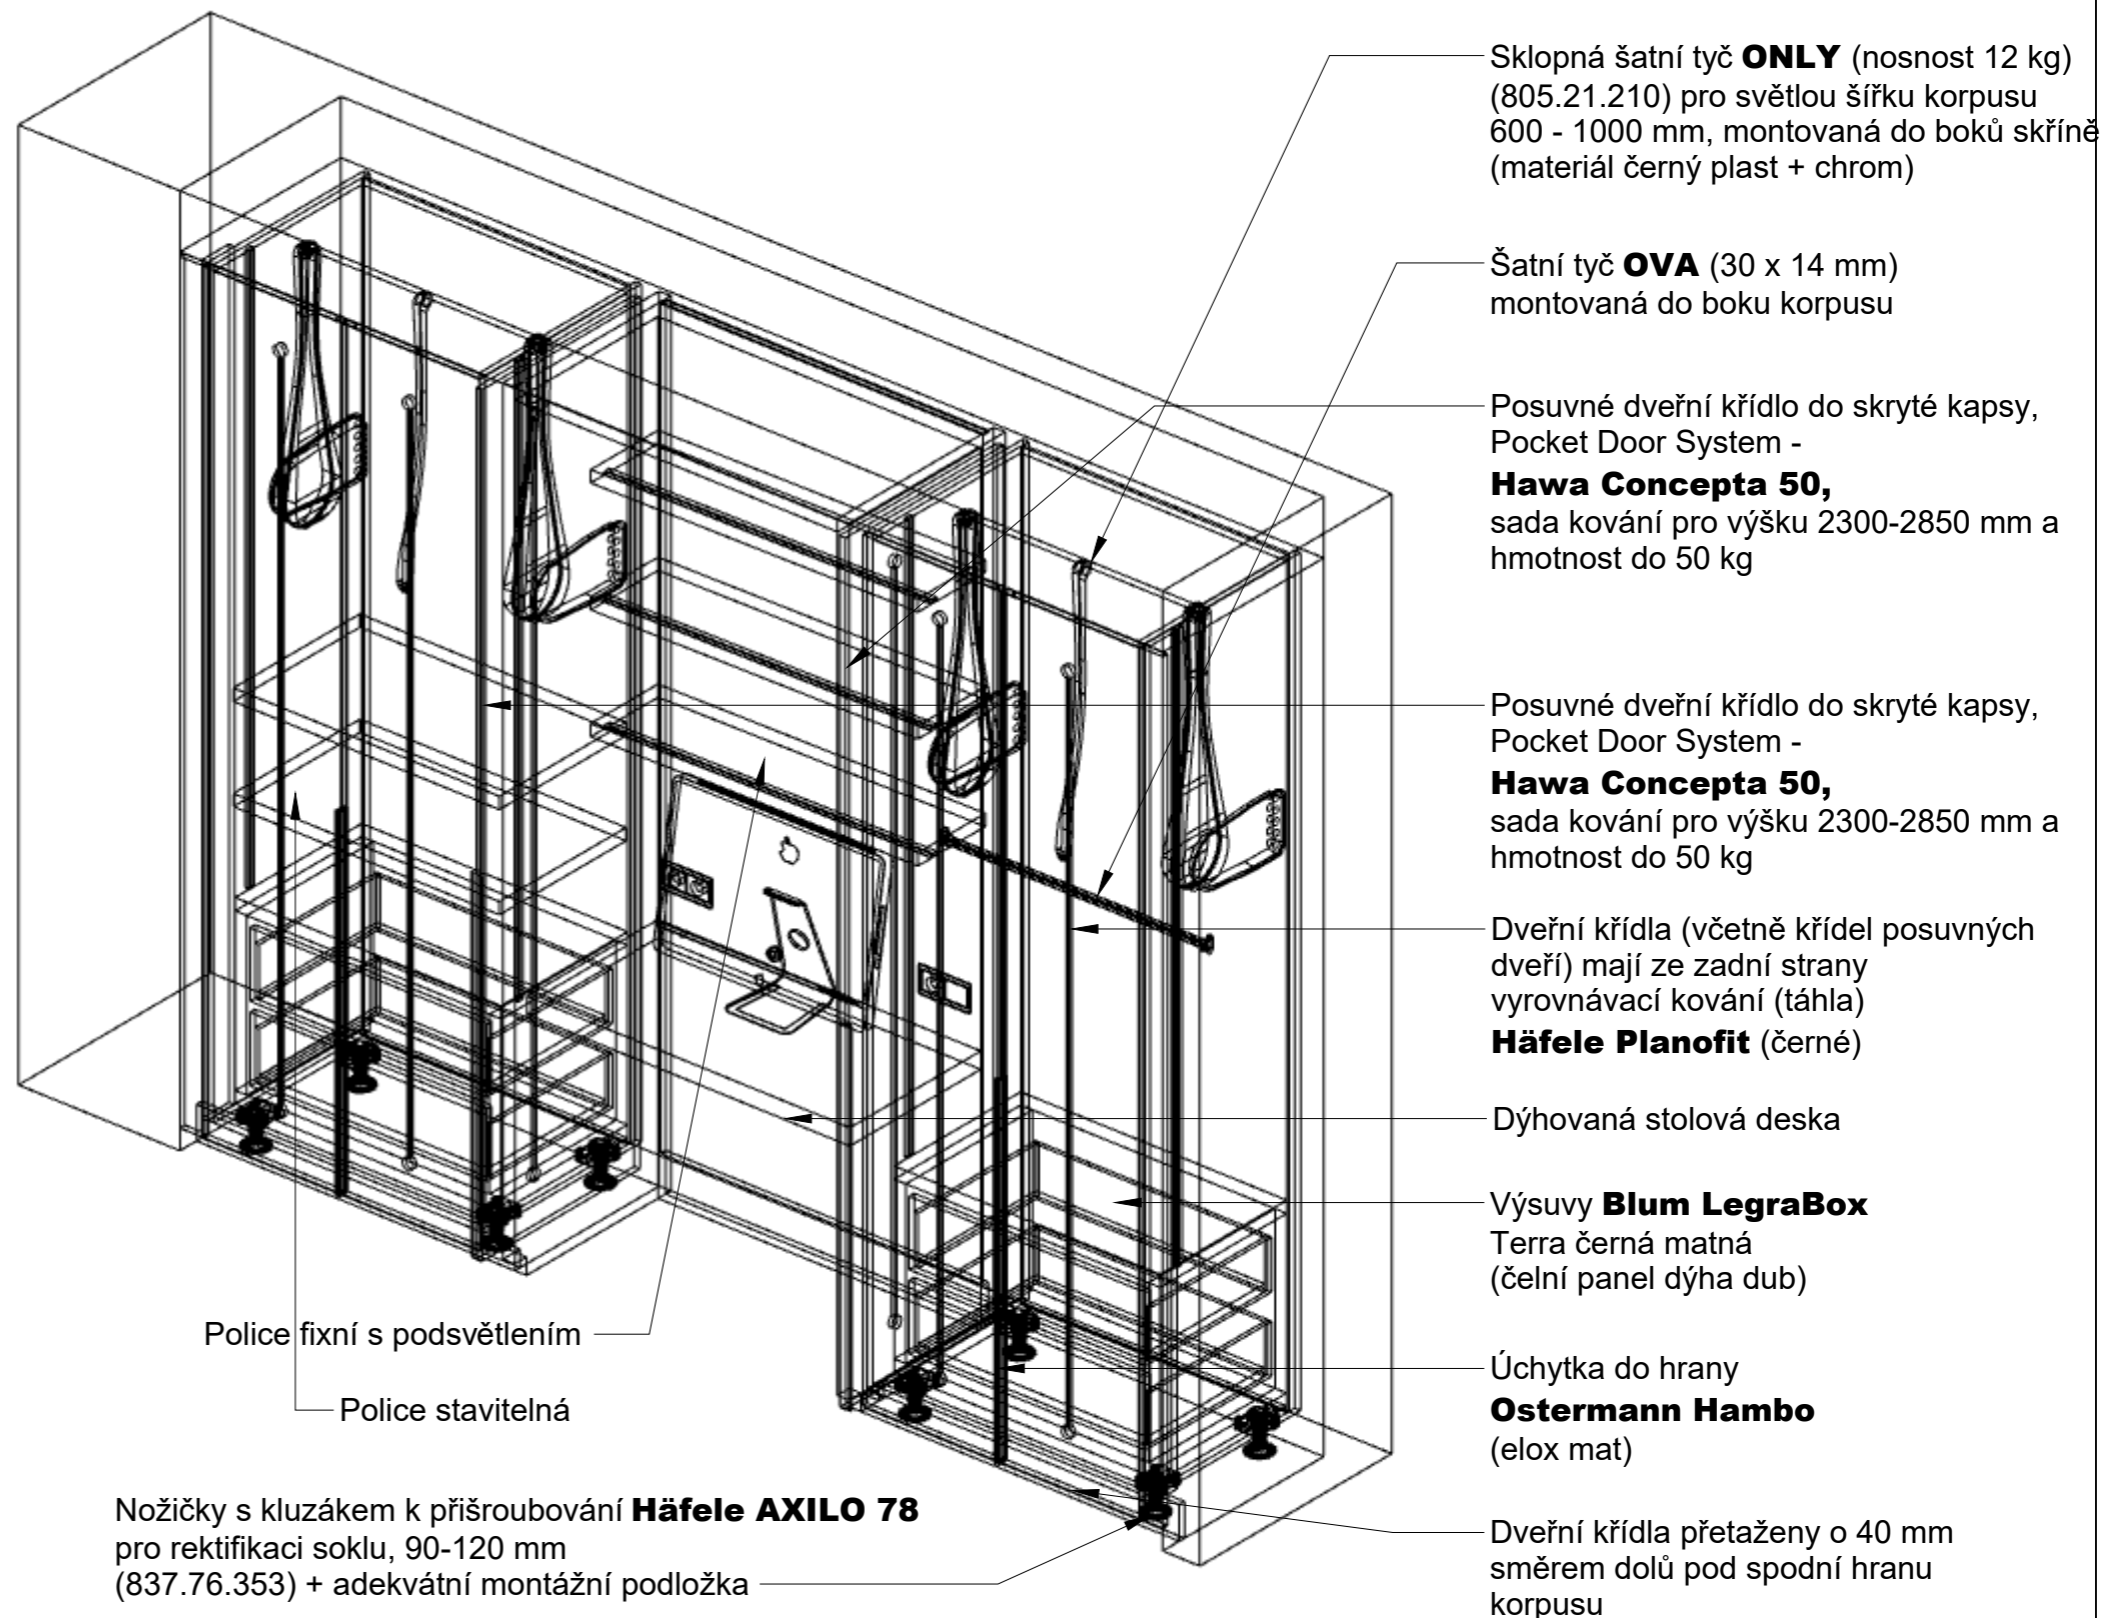 Sklopná šatní tyč ONLY (nosnost 12 kg)
(805.21.210) pro světlou šířku korpusu
600 - 1000 mm, montovaná do boků skříně
(materiál černý plast + chrom)
Šatní tyč OVA (30 x 14 mm)
montovaná do boku korpusu
Posuvné dveřní křídlo do skryté kapsy,
Pocket Door System -
Hawa Concepta 50,
sada kování pro výšku 2300-2850 mm a
hmotnost do 50 kg
Posuvné dveřní křídlo do skryté kapsy,
Pocket Door System -
Hawa Concepta 50,
sada kování pro výšku 2300-2850 mm a
hmotnost do 50 kg
Dveřní křídla (včetně křídel posuvných
dveří) mají ze zadní strany
vyrovnávací kování (táhla)
Häfele Planofit (černé)
Dýhovaná stolová deska
Výsuvy Blum LegraBox
Terra černá matná
(čelní panel dýha dub)
Úchytka do hrany
Ostermann Hambo
(elox mat)
Dveřní křídla přetaženy o 40 mm
směrem dolů pod spodní hranu
korpusu
Police fixní s podsvětlením
Police stavitelná
Nožičky s kluzákem k přišroubování Häfele AXILO 78
pro rektifikaci soklu, 90-120 mm
(837.76.353) + adekvátní montážní podložka